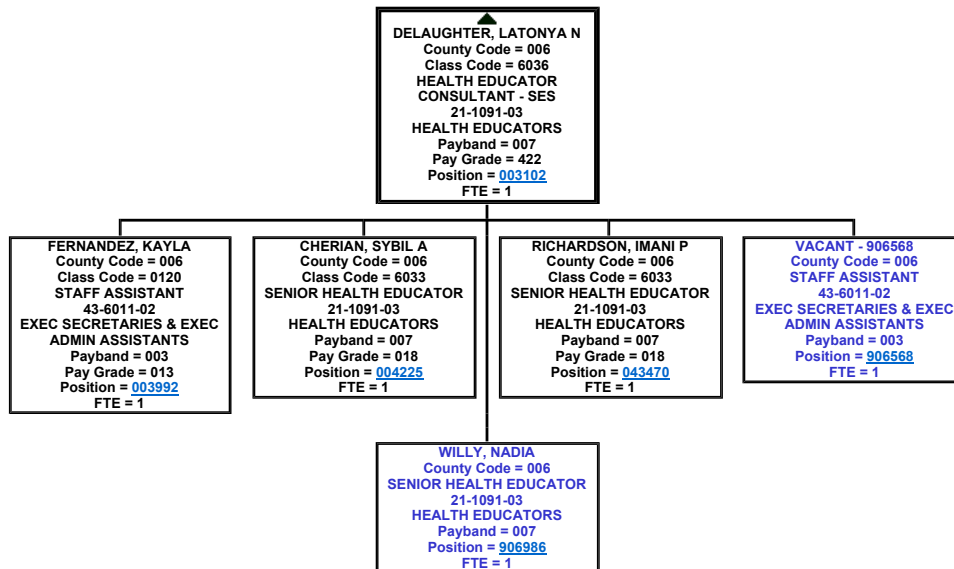 DELAUGHTER, LATONYA N
County Code = 006
Class Code = 6036
HEALTH EDUCATOR
CONSULTANT - SES
21-1091-03
HEALTH EDUCATORS
Payband = 007
Pay Grade = 422
Position = 003102
FTE = 1
FERNANDEZ, KAYLA
County Code = 006
Class Code = 0120
STAFF ASSISTANT
43-6011-02
EXEC SECRETARIES & EXEC
ADMIN ASSISTANTS
Payband = 003
Pay Grade = 013
Position = 003992
FTE = 1
CHERIAN, SYBIL A
County Code = 006
Class Code = 6033
SENIOR HEALTH EDUCATOR
21-1091-03
HEALTH EDUCATORS
Payband = 007
Pay Grade = 018
Position = 004225
FTE = 1
RICHARDSON, IMANI P
County Code = 006
Class Code = 6033
SENIOR HEALTH EDUCATOR
21-1091-03
HEALTH EDUCATORS
Payband = 007
Pay Grade = 018
Position = 043470
FTE = 1
VACANT - 906568
County Code = 006
STAFF ASSISTANT
43-6011-02
EXEC SECRETARIES & EXEC
ADMIN ASSISTANTS
Payband = 003
Position = 906568
FTE = 1
WILLY, NADIA
County Code = 006
SENIOR HEALTH EDUCATOR
21-1091-03
HEALTH EDUCATORS
Payband = 007
Position = 906986
FTE = 1